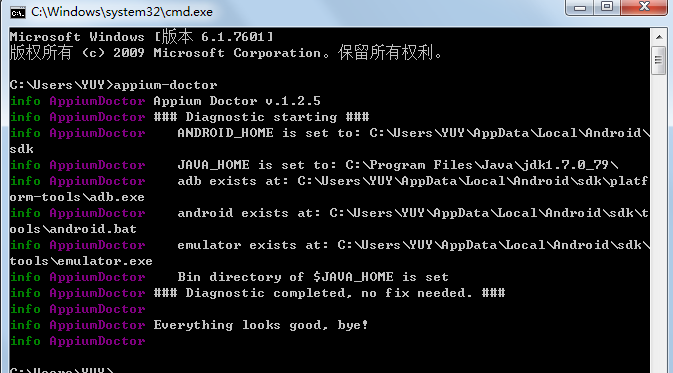 C:\Windows\system32\cmd.exe
Microsoft Windows [版本 6.1.7601]
版权所有 (c) 2009 Microsoft Corporation。保留所有权利。
C:\Users\YUY>appium-doctor
info AppiumDoctor Appium Doctor v.1.2.5
info AppiumDoctor ### Diagnostic starting ###
info AppiumDoctor    ANDROID_HOME is set to: C:\Users\YUY\AppData\Local\Android\
sdk
info AppiumDoctor    JAVA_HOME is set to: C:\Program Files\Java\jdk1.7.0_79\
info AppiumDoctor    adb exists at: C:\Users\YUY\AppData\Local\Android\sdk\platf
orm-tools\adb.exe
info AppiumDoctor    android exists at: C:\Users\YUY\AppData\Local\Android\sdk\t
ools\android.bat
info AppiumDoctor    emulator exists at: C:\Users\YUY\AppData\Local\Android\sdk\
tools\emulator.exe
info AppiumDoctor    Bin directory of $JAVA_HOME is set
info AppiumDoctor ### Diagnostic completed, no fix needed. ###
info AppiumDoctor
info AppiumDoctor Everything looks good, bye!
info AppiumDoctor
C:\Users\YUY>